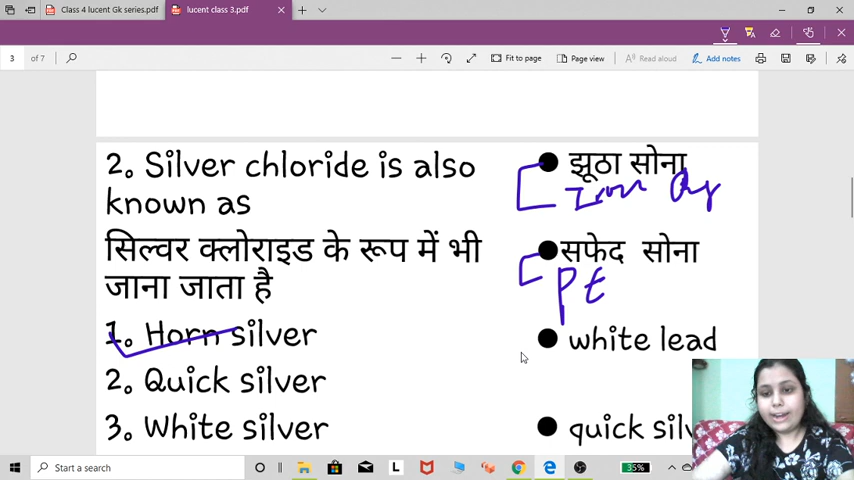 Class 4 lucent Gk series.pdf
lucent class 3.pdf
3 of 7
Fit to page
Page view
Read aloud
Add notes
2. Silver chloride is also
known as
सिल्वर क्लोराइड के रूप में भी
जाना जाता है
1. Horn silver
2. Quick silver
3. White silver
झूठा सोना
Iron
सफेद सोना
Pt
white lead
quick sil
Start a search
L
35%